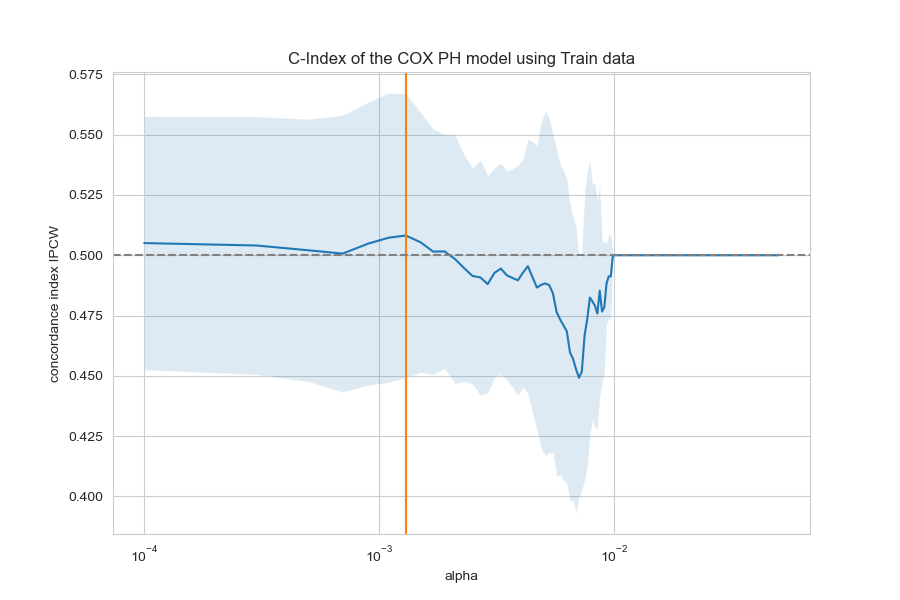 C-Index of the COX PH model using Train data
concordance index IPCW
0.575
0.550
0.525
0.500
0.475
0.450
0.425
0.400
10⁻⁴ 10⁻³ 10⁻²
alpha